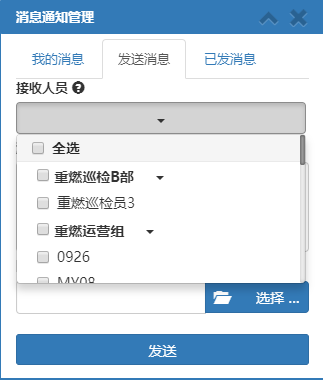 消息通知管理
我的消息 发送消息 已发消息
接收人员
全选
重燃巡检B部
重燃巡检员3
重燃运营组
0926
MY08
选择 ...
发送